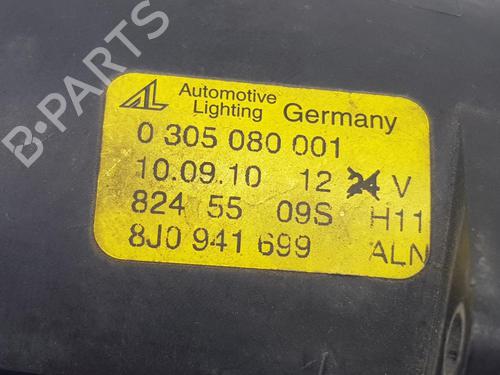 B-PARTS
AL Automotive Lighting Germany
0 305 080 001
10.09.10 12 24 V
824 55 09S H11
8J0 941 699 ALN